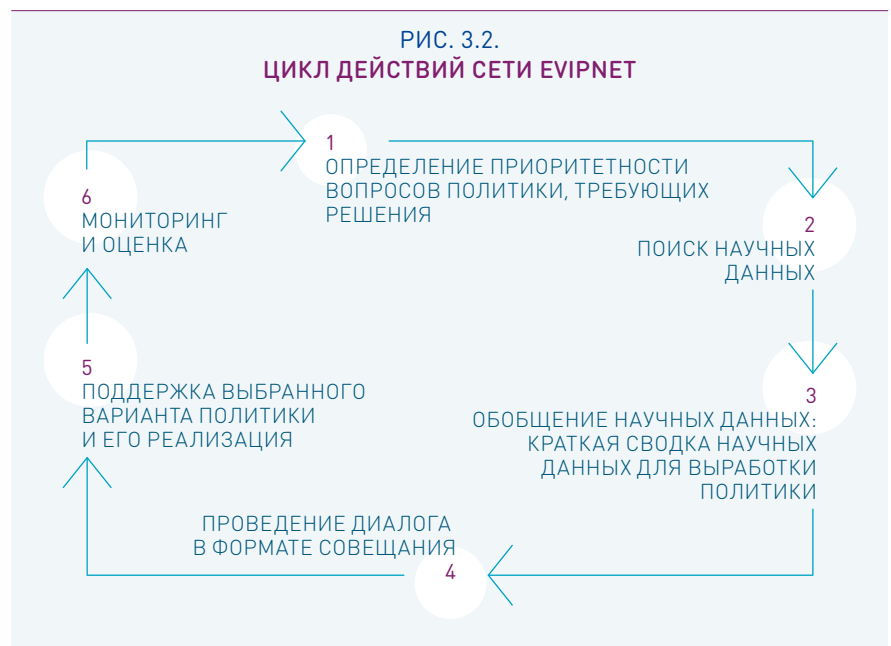 РИС. 3.2.
ЦИКЛ ДЕЙСТВИЙ СЕТИ EVIPNET
1
ОПРЕДЕЛЕНИЕ ПРИОРИТЕТНОСТИ
ВОПРОСОВ ПОЛИТИКИ, ТРЕБУЮЩИХ
РЕШЕНИЯ
2
ПОИСК НАУЧНЫХ
ДАННЫХ
3
ОБОБЩЕНИЕ НАУЧНЫХ ДАННЫХ:
КРАТКАЯ СВОДКА НАУЧНЫХ
ДАННЫХ ДЛЯ ВЫРАБОТКИ
ПОЛИТИКИ
ПРОВЕДЕНИЕ ДИАЛОГА
В ФОРМАТЕ СОВЕЩАНИЯ
4
5
ПОДДЕРЖКА ВЫБРАННОГО
ВАРИАНТА ПОЛИТИКИ
И ЕГО РЕАЛИЗАЦИЯ
6
МОНИТОРИНГ
И ОЦЕНКА